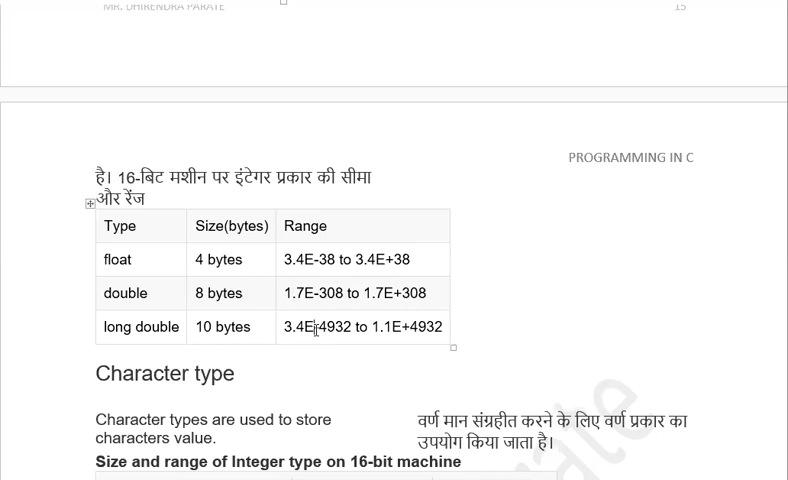 MR. DHIRENDRA PARATE 15
PROGRAMMING IN C
है। 16-बिट मशीन पर इंटेगर प्रकार की सीमा
और रेंज
Type Size(bytes) Range
float 4 bytes 3.4E-38 to 3.4E+38
double 8 bytes 1.7E-308 to 1.7E+308
long double 10 bytes 3.4E-4932 to 1.1E+4932
Character type
Character types are used to store
characters value.
वर्ण मान संग्रहीत करने के लिए वर्ण प्रकार का
उपयोग किया जाता है।
Size and range of Integer type on 16-bit machine